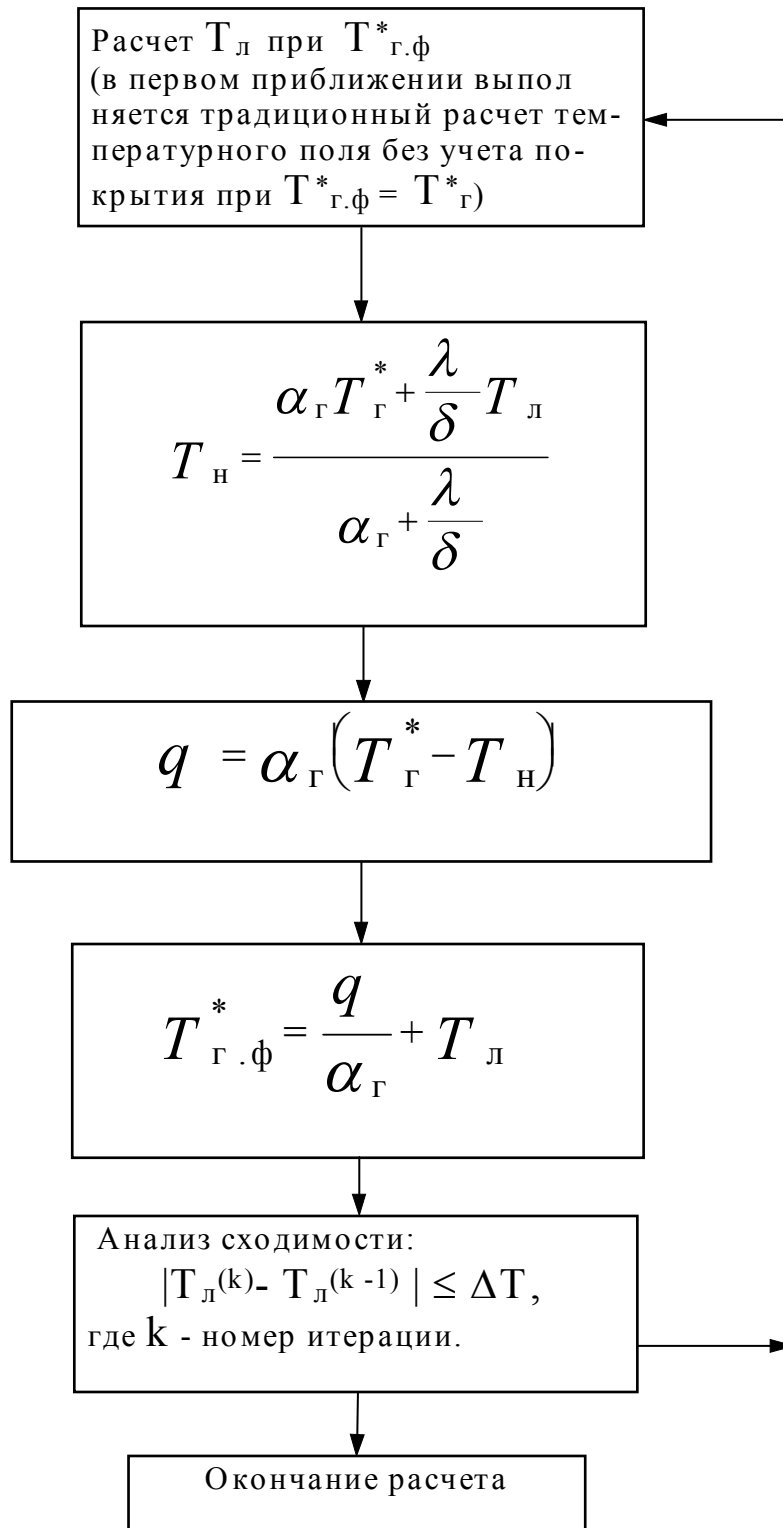 Расчет Tл при T*г.ф
(в первом приближении выпол
няется традиционный расчет тем-
пературного поля без учета по-
крытия при T*г.ф = T*г)
Tн = (αг T*г + λ/δ Tл) / (αг + λ/δ)
q = αг(T*г − Tн)
T*г.ф = q/αг + Tл
Анализ сходимости:
|Tл(k)- Tл(k -1) | ≤ ΔT,
где k - номер итерации.
Окончание расчета